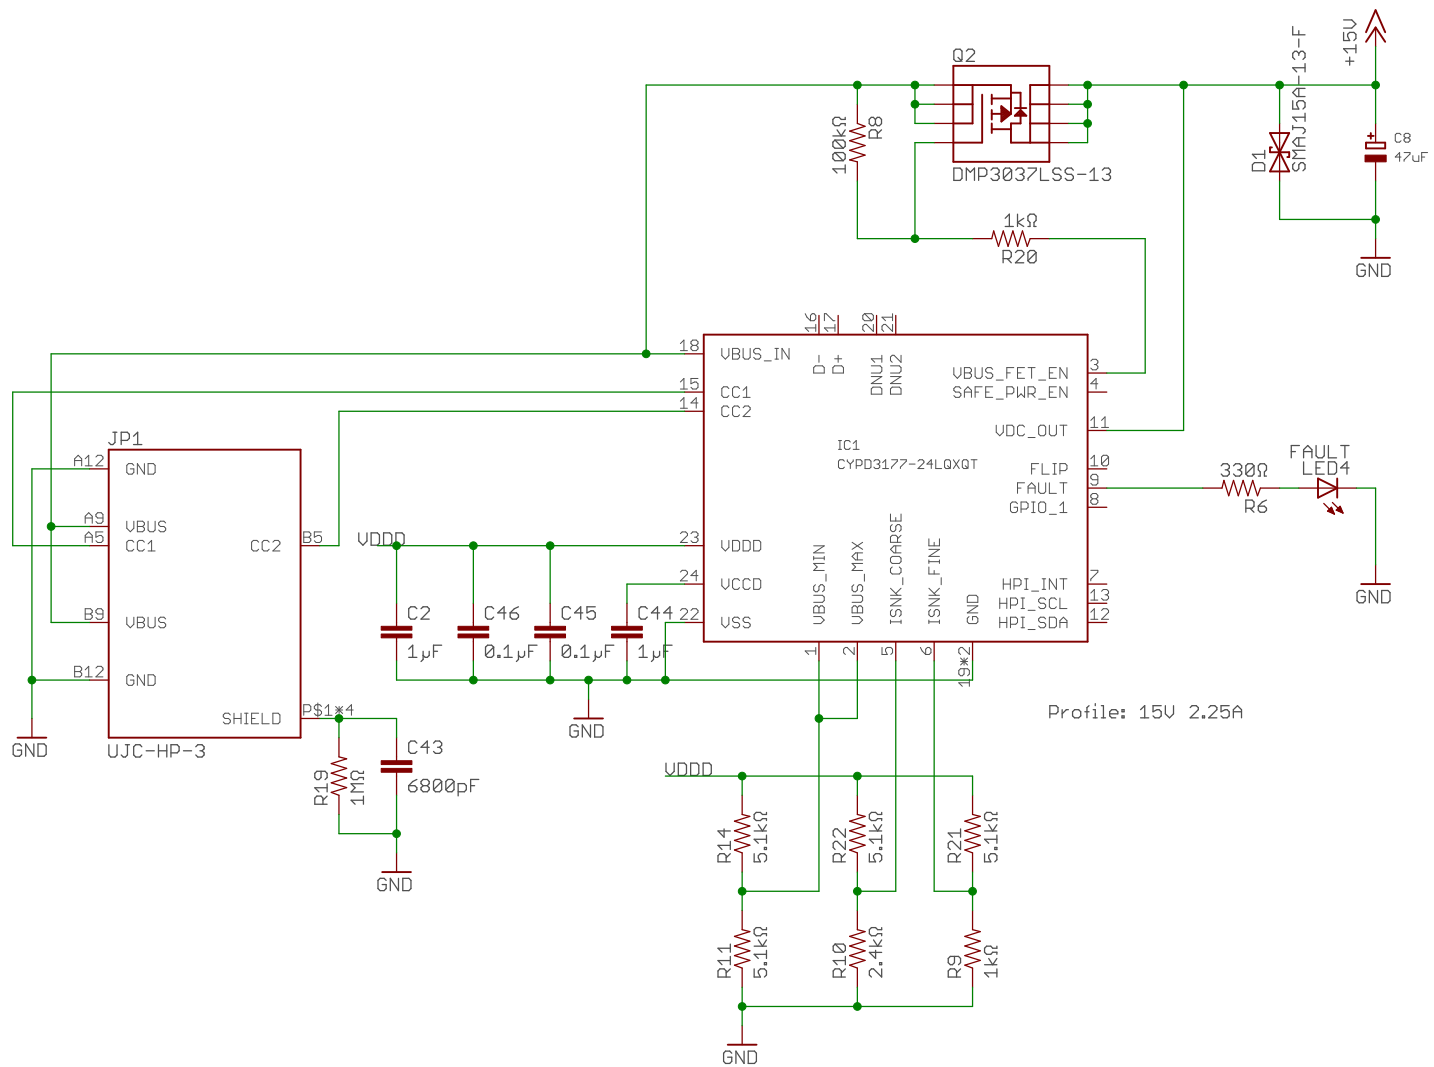 +15V
Q2
SMAJ15A-13-F
100kΩ
R8
D1
C8
47uF
DMP3037LSS-13
1kΩ
R20
GND
16
17
20
21
18
VBUS_IN
D-
D+
DNU1
DNU2
VBUS_FET_EN
3
15
CC1
SAFE_PWR_EN
4
14
CC2
VDC_OUT
11
JP1
IC1
CYPD3177-24LQXQT
FAULT
LED4
A12
GND
FLIP
10
330Ω
FAULT
9
R6
GPIO_1
8
A9
VBUS
A5
CC1
CC2
B5
VDDD
23
VDDD
VBUS_MIN
VBUS_MAX
ISNK_COARSE
ISNK_FINE
GND
24
VCCD
HPI_INT
7
HPI_SCL
13
HPI_SDA
12
GND
B9
VBUS
C2
C46
C45
C44
22
VSS
1µF
0.1µF
0.1µF
1µF
1
2
5
6
19*2
B12
GND
SHIELD
P$1*4
GND
GND
Profile: 15V 2.25A
UJC-HP-3
C43
6800pF
R19
1MΩ
GND
VDDD
R14
5.1kΩ
R22
5.1kΩ
R21
5.1kΩ
R11
5.1kΩ
R10
2.4kΩ
R9
1kΩ
GND